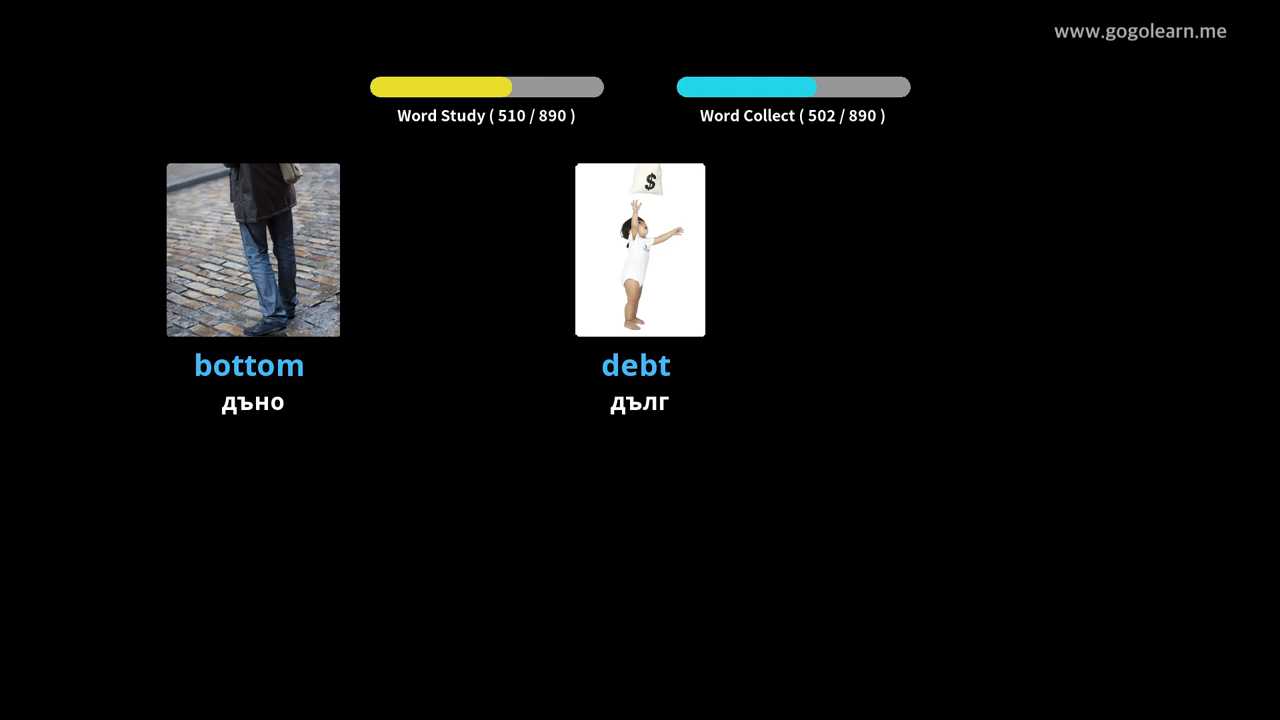 www.gogolearn.me
Word Study ( 510 / 890 )
Word Collect ( 502 / 890 )
$
bottom
дъно
debt
дълг